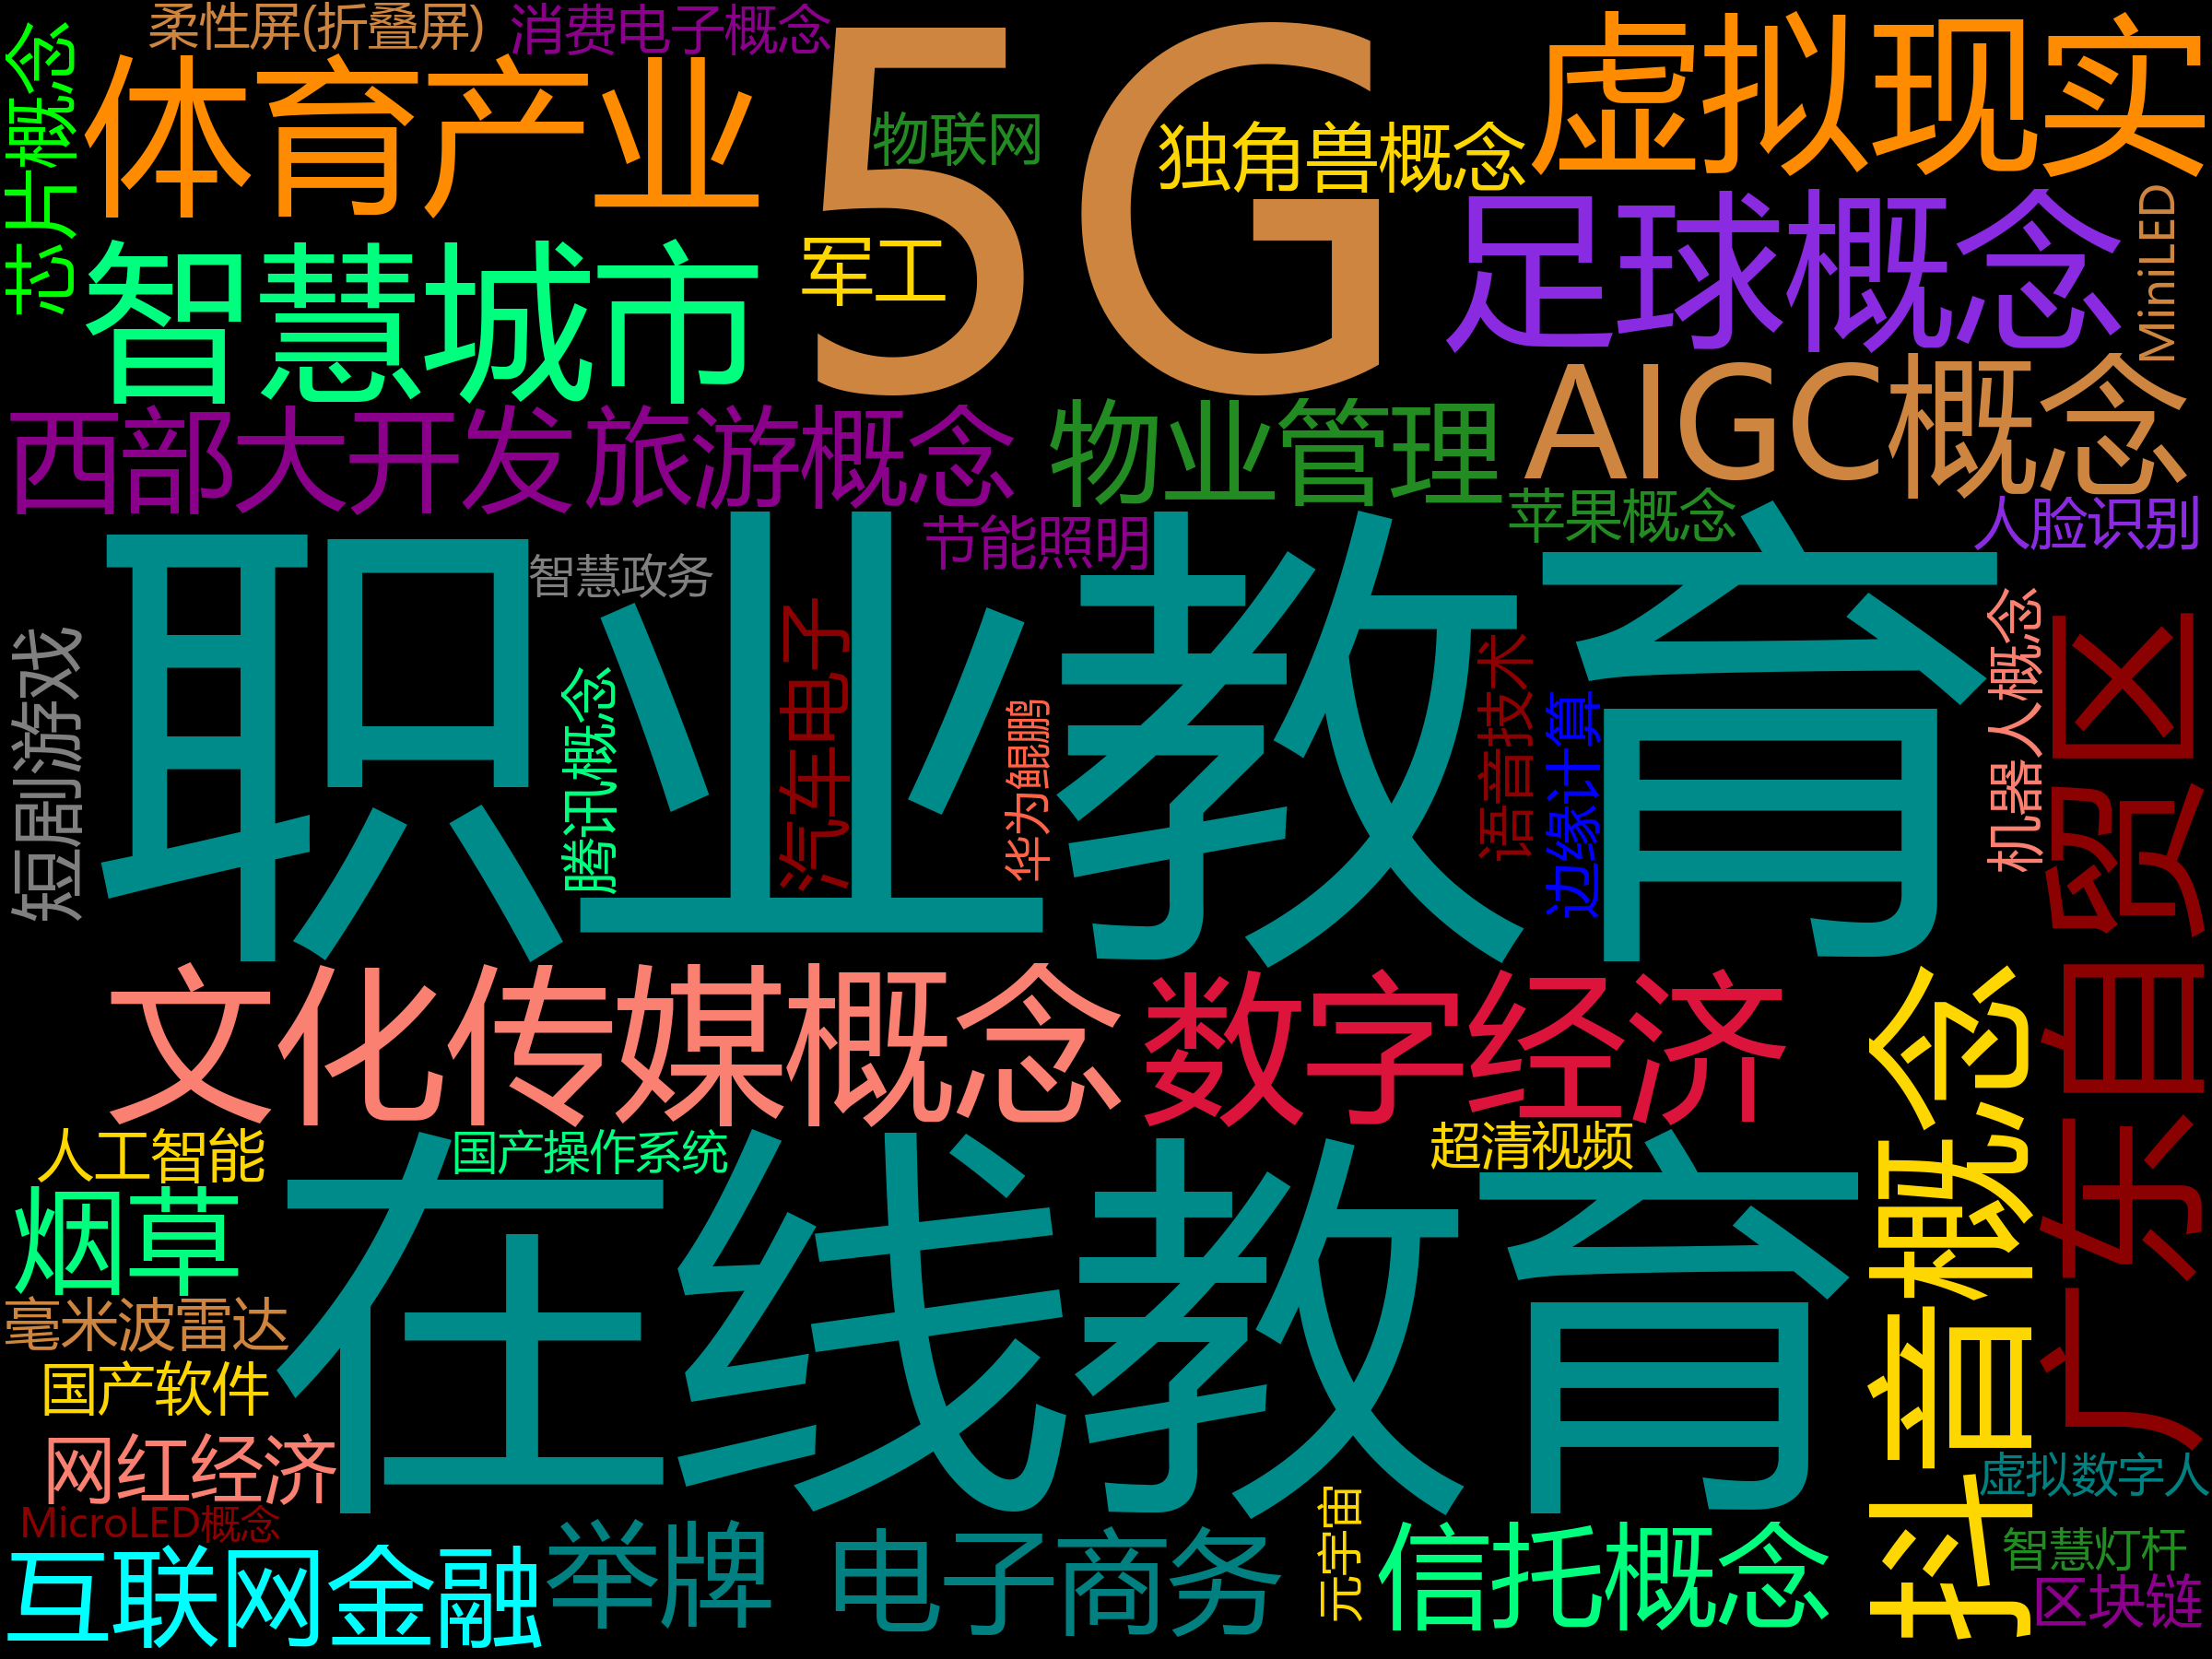 柔性屏(折叠屏)
消费电子概念
5G
虚拟现实
芯片概念
体育产业
物联网
独角兽概念
足球概念
MiniLED
智慧城市
军工
AIGC概念
西部大开发
旅游概念
物业管理
苹果概念
人脸识别
节能照明
职业教育
智慧政务
短剧游戏
腾讯概念
汽车电子
华为鲲鹏
语音技术
边缘计算
机器人概念
广东自贸区
文化传媒概念
数字经济
抖音概念
人工智能
国产操作系统
超清视频
在线教育
烟草
毫米波雷达
国产软件
网红经济
虚拟数字人
MicroLED概念
元宇宙
互联网金融
举牌
电子商务
信托概念
智慧灯杆
区块链